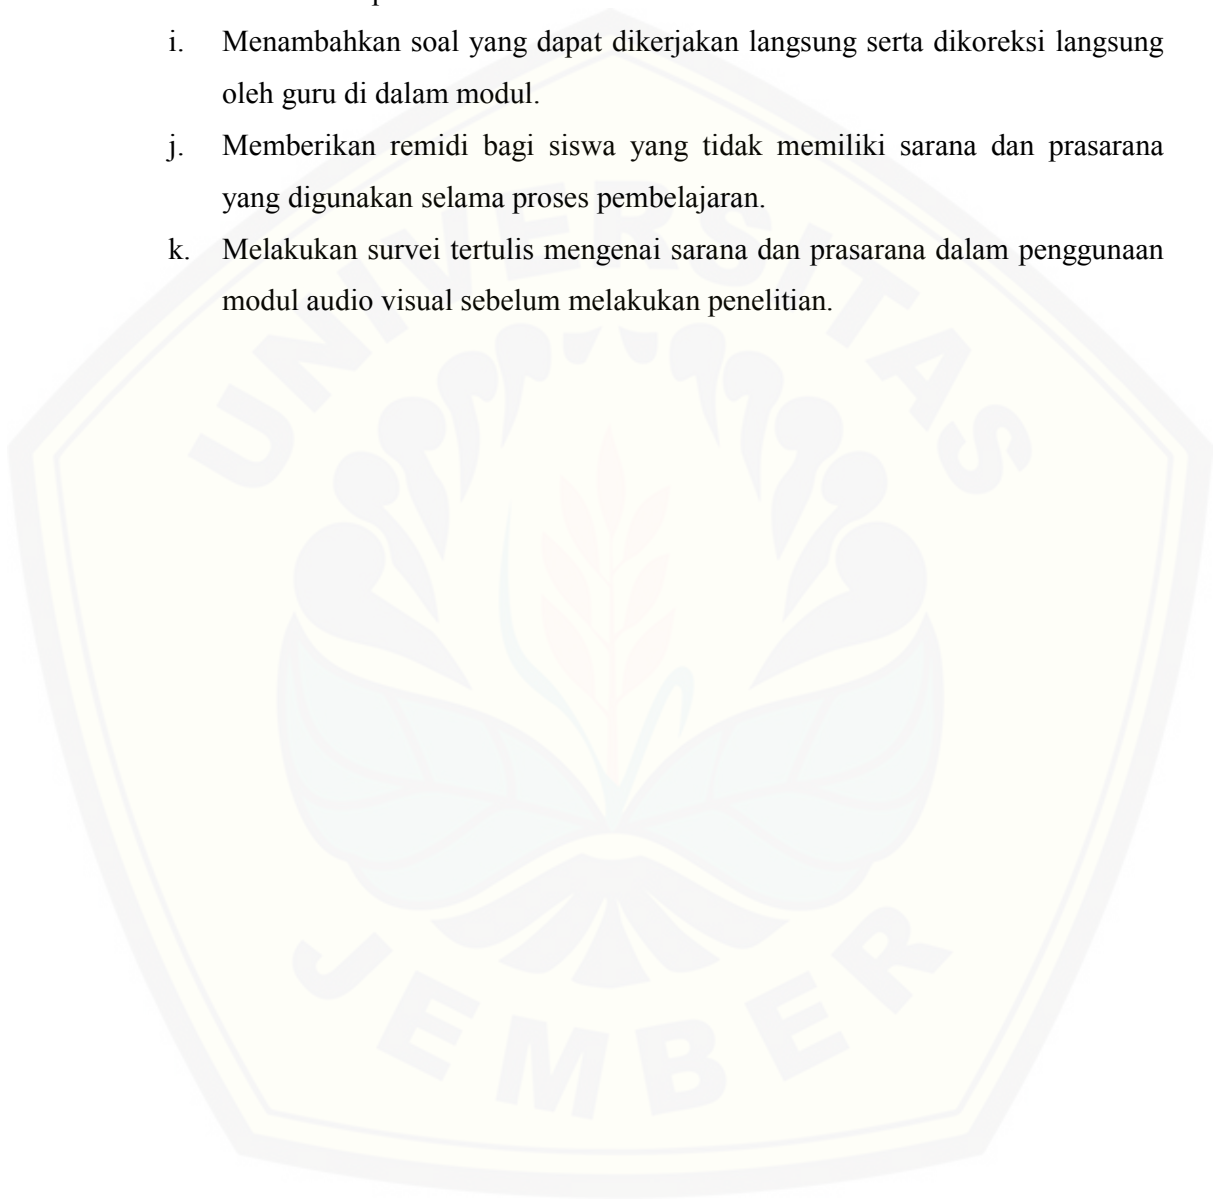 i. Menambahkan soal yang dapat dikerjakan langsung serta dikoreksi langsung
oleh guru di dalam modul.
j. Memberikan remidi bagi siswa yang tidak memiliki sarana dan prasarana
yang digunakan selama proses pembelajaran.
k. Melakukan survei tertulis mengenai sarana dan prasarana dalam penggunaan
modul audio visual sebelum melakukan penelitian.
UNIVERSITAS
JEMBER